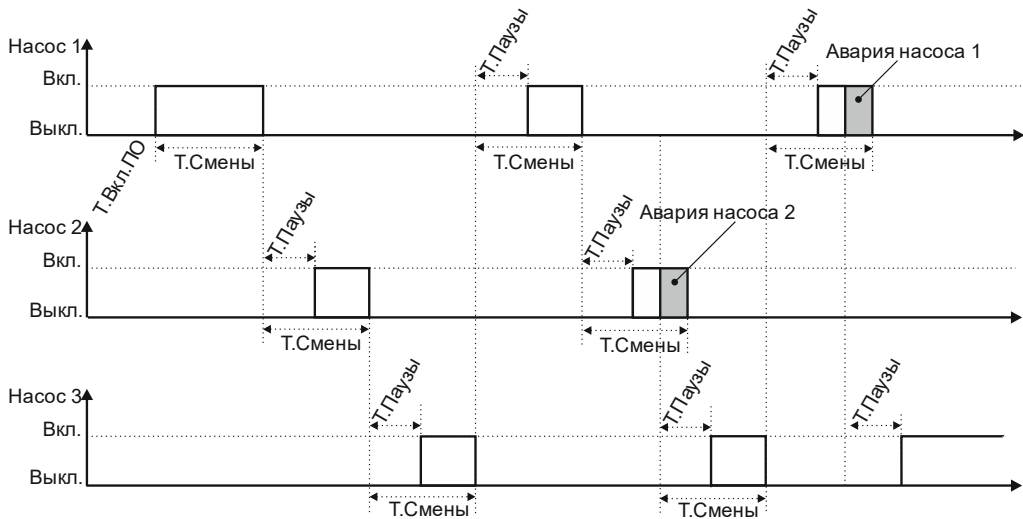 Насос 1
Вкл.
Выкл.
Т.Вкл.ПО
Т.Смены
Т.Паузы
Т.Смены
Т.Паузы
Авария насоса 1
Т.Смены
Насос 2
Вкл.
Выкл.
Т.Паузы
Т.Смены
Т.Паузы
Авария насоса 2
Т.Смены
Насос 3
Вкл.
Выкл.
Т.Паузы
Т.Смены
Т.Паузы
Т.Смены
Т.Паузы